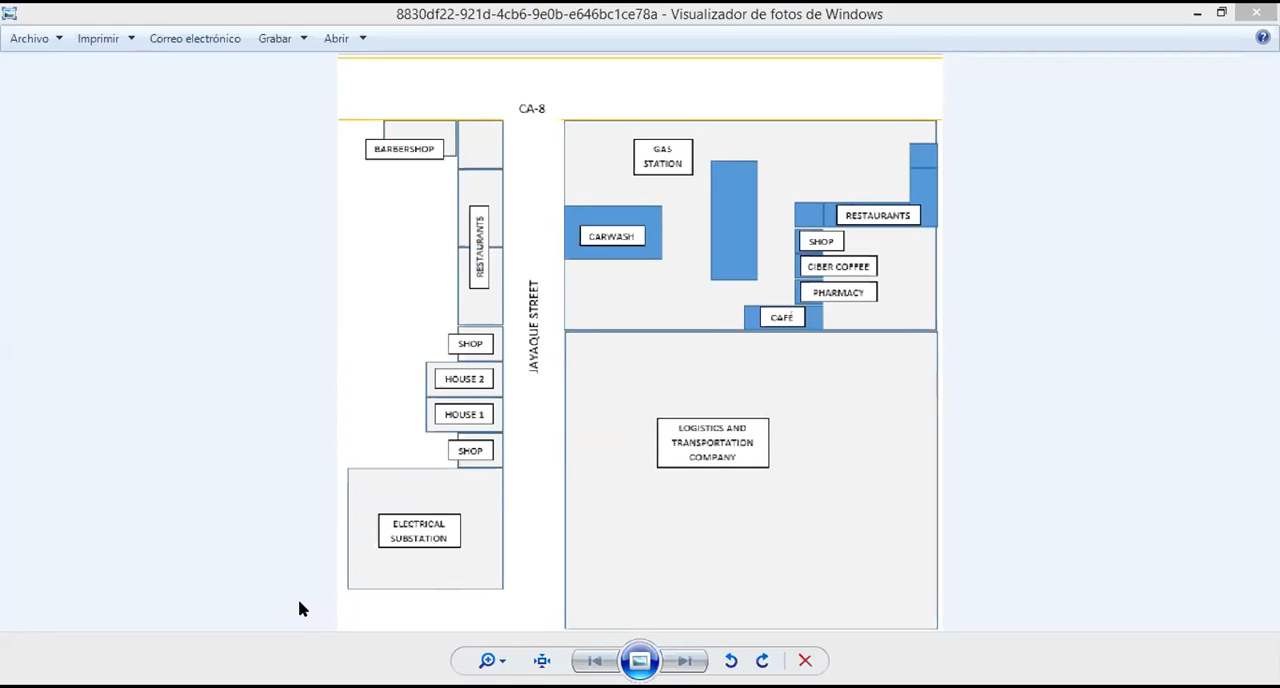 8830df22-921d-4cb6-9e0b-e646bc1ce78a - Visualizador de fotos de Windows
Archivo Imprimir Correo electrónico Grabar Abrir
CA-8
BARBERSHOP
GAS
STATION
RESTAURANTS
CARWASH
RESTAURANTS
SHOP
CIBER COFFEE
PHARMACY
CAFÉ
JAYAQUE STREET
SHOP
HOUSE 2
HOUSE 1
SHOP
LOGISTICS AND
TRANSPORTATION
COMPANY
ELECTRICAL
SUBSTATION